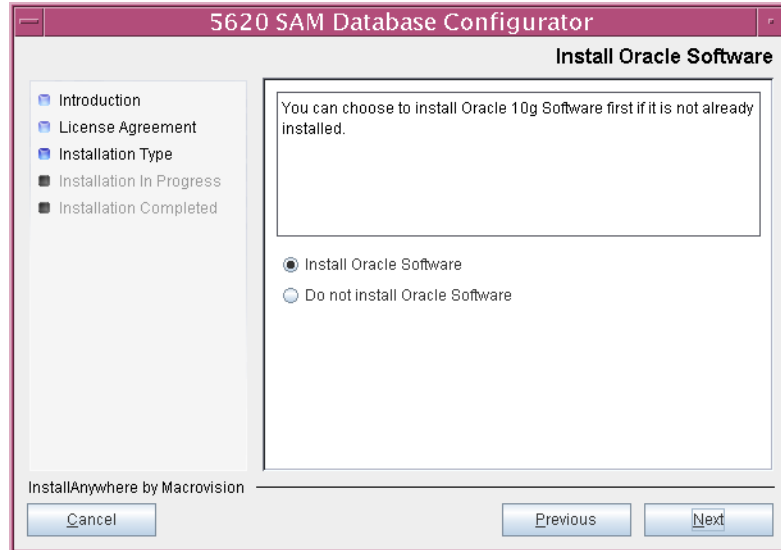 5620 SAM Database Configurator
Install Oracle Software
Introduction
License Agreement
Installation Type
Installation In Progress
Installation Completed
You can choose to install Oracle 10g Software first if it is not already
installed.
Install Oracle Software
Do not install Oracle Software
InstallAnywhere by Macrovision
Cancel
Previous
Next